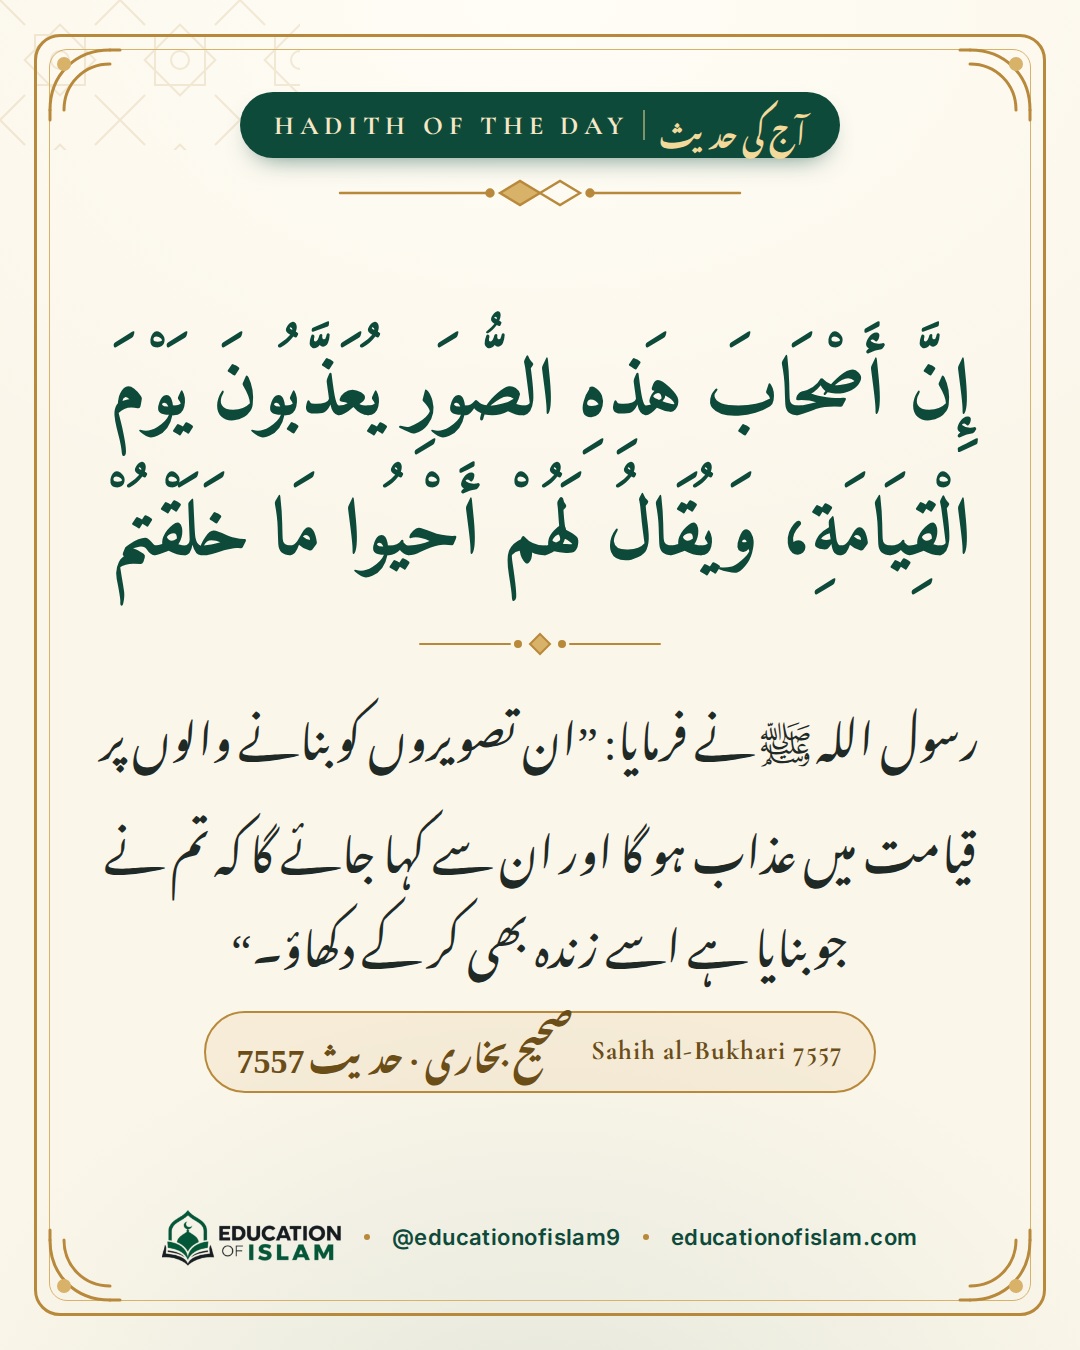 HADITH OF THE DAY | آج کی حدیث
إِنَّ أَصْحَابَ هَذِهِ الصُّورِ يُعَذَّبُونَ يَوْمَ
الْقِيَامَةِ، وَيُقَالُ لَهُمْ أَحْيُوا مَا خَلَقْتُمْ
رسول اللہ ﷺ نے فرمایا: ”ان تصویروں کو بنانے والوں پر
قیامت میں عذاب ہو گا اور ان سے کہا جائے گا کہ تم نے
جو بنایا ہے اسے زندہ بھی کر کے دکھاؤ۔“
صحیح بخاری · حدیث 7557 Sahih al-Bukhari 7557
EDUCATION OF ISLAM • @educationofislam9 • educationofislam.com